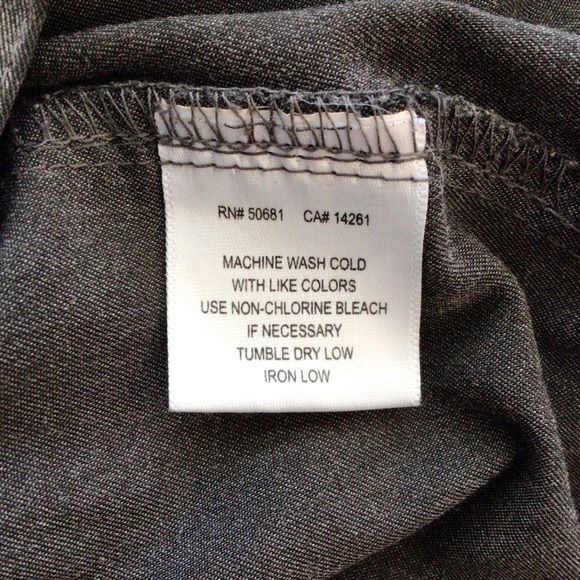 RN# 50681 CA# 14261
MACHINE WASH COLD
WITH LIKE COLORS
USE NON-CHLORINE BLEACH
IF NECESSARY
TUMBLE DRY LOW
IRON LOW